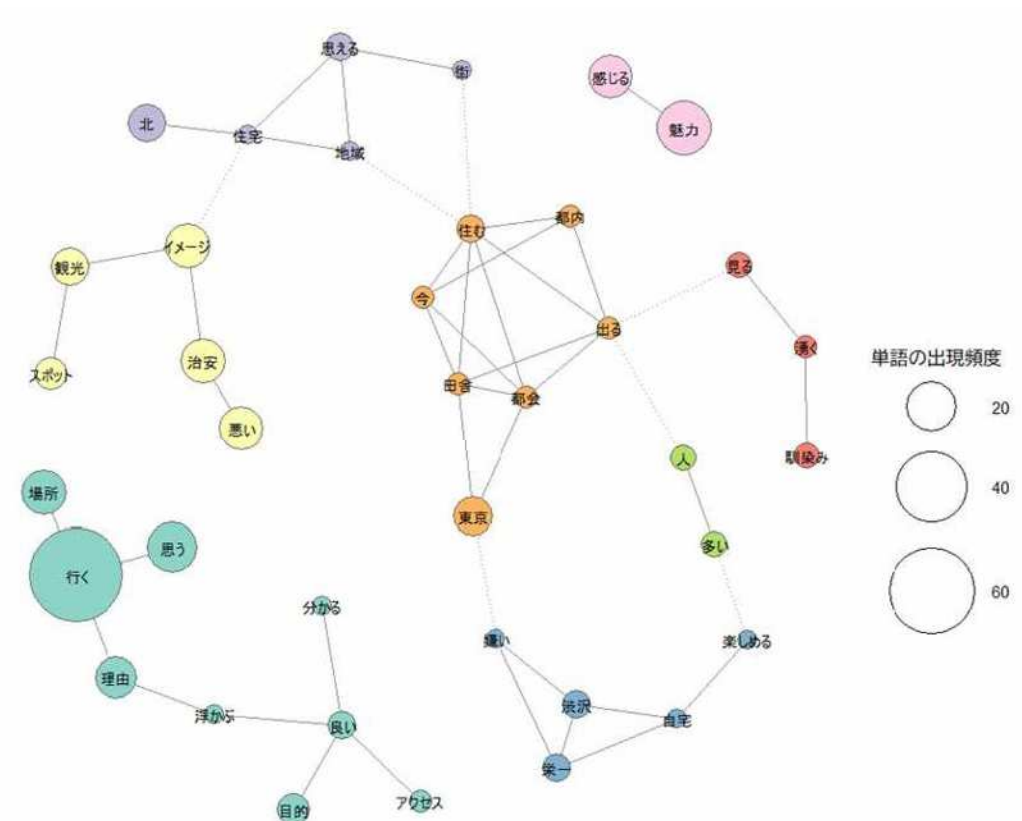 思える
街
感じる
北
魅力
住宅
地域
都内
住む
イメージ
観光
見る
今
出る
湧く
単語の出現頻度
治安
スポット
田舎
都会
20
悪い
人
馴染み
40
場所
東京
多い
思う
行く
60
分かる
嫌い
楽しめる
理由
渋沢
浮かぶ
自宅
良い
栄一
アクセス
目的